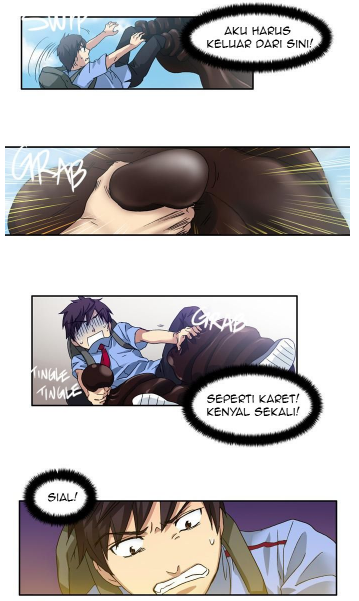 SWIP
AKU HARUS
KELUAR DARI SINI!
GRAB
GRAB
TINGLE
TINGLE
SEPERTI KARET!
KENYAL SEKALI!
SIAL!